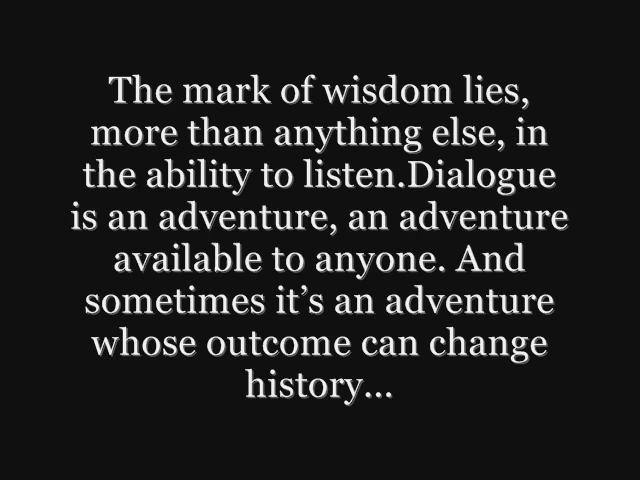 The mark of wisdom lies,
more than anything else, in
the ability to listen.Dialogue
is an adventure, an adventure
available to anyone. And
sometimes it’s an adventure
whose outcome can change
history...